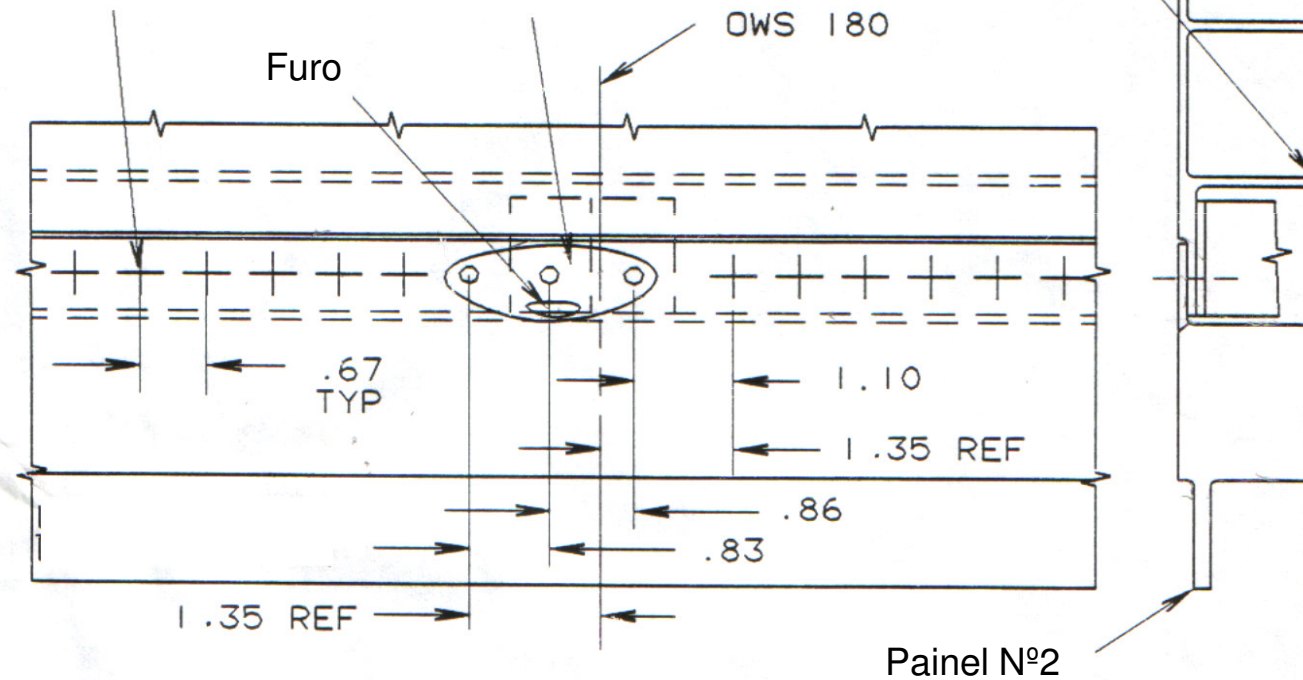 OWS 180
Furo
.67
TYP
1.10
1.35 REF
.86
.83
1.35 REF
Painel Nº2